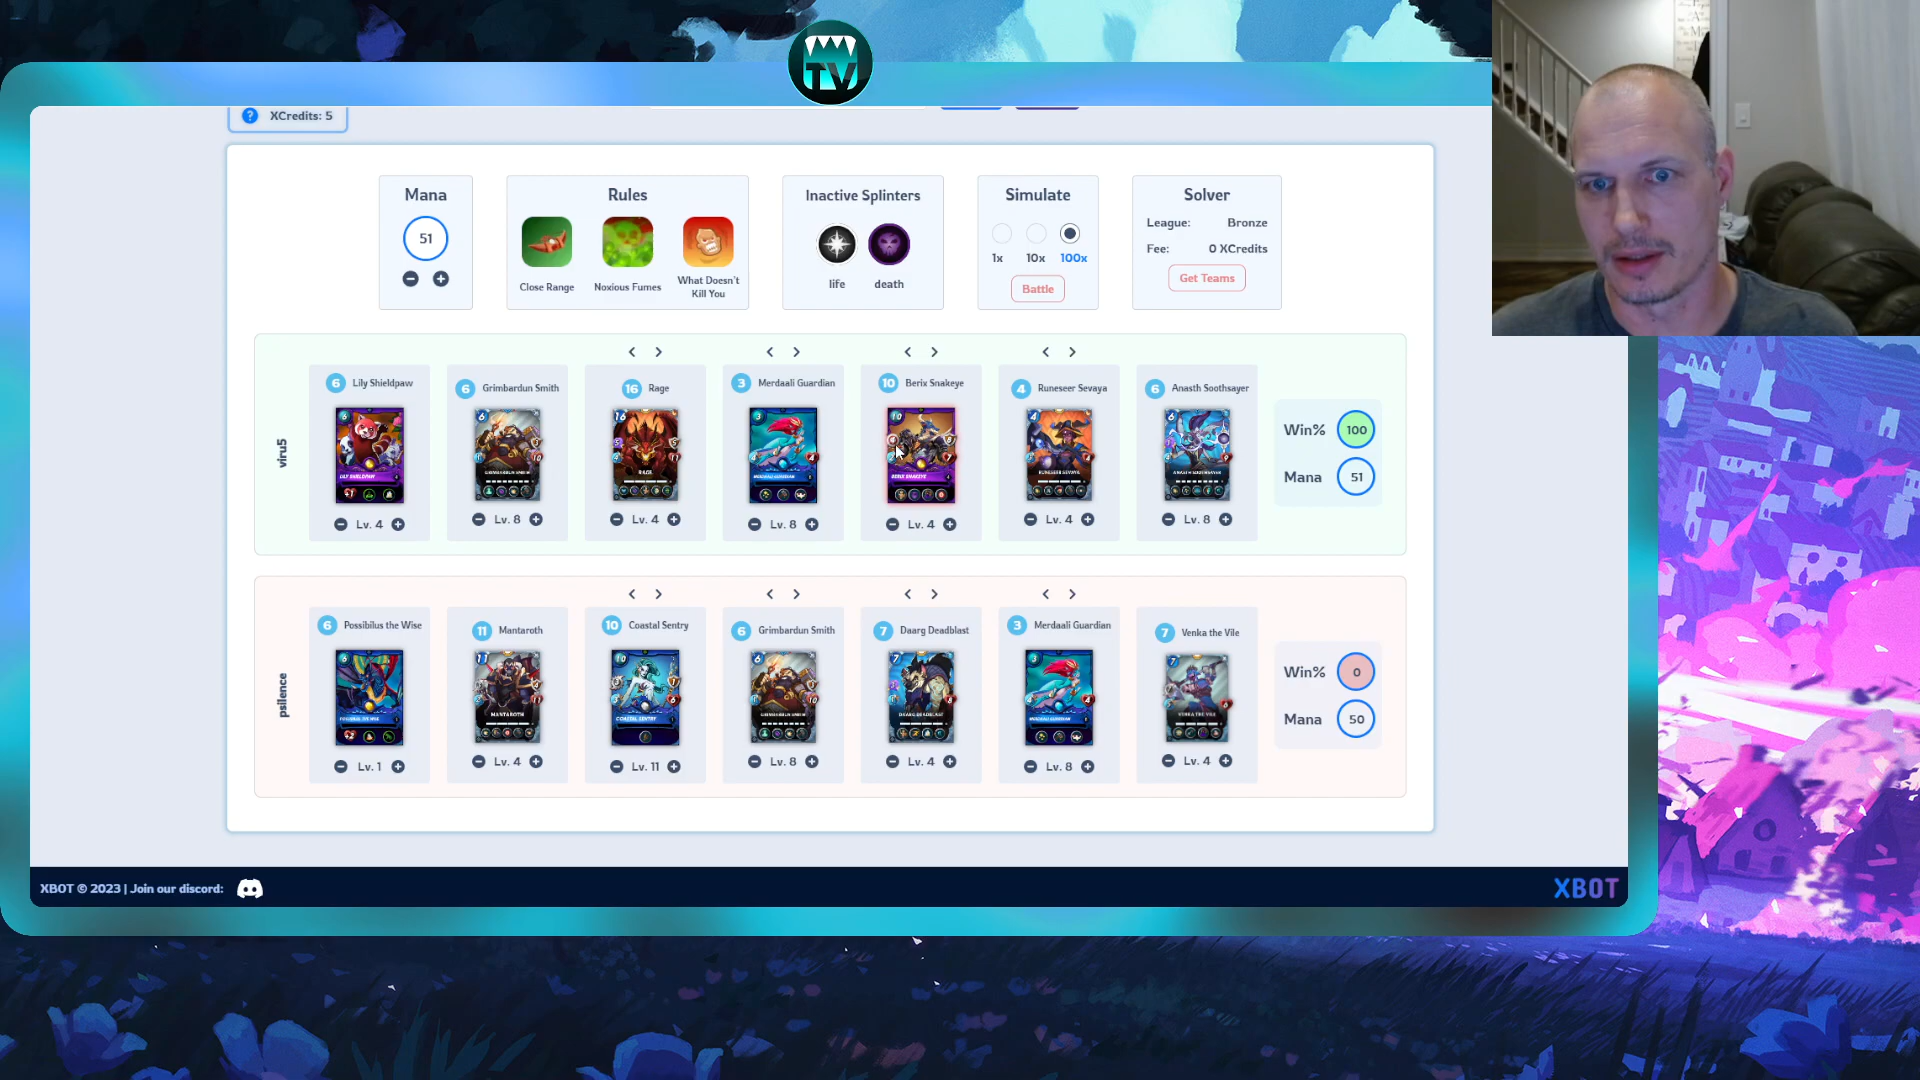 TV
? XCredits: 5
Mana
51
Rules
Close Range
Noxious Fumes
What Doesn't
Kill You
Inactive Splinters
life
death
Simulate
1x
10x
100x
Battle
Solver
League: Bronze
Fee: 0 XCredits
Get Teams
viru5
6 Lily Shieldpaw
6 Grimbardun Smith
16 Rage
3 Merdaali Guardian
10 Berix Snakeye
4 Runeseer Sevaya
6 Anasth Soothsayer
Lv. 4
Lv. 8
Lv. 4
Lv. 8
Lv. 4
Lv. 4
Lv. 8
Win% 100
Mana 51
psilence
6 Possibilus the Wise
11 Mantaroth
10 Coastal Sentry
6 Grimbardun Smith
7 Daarg Deadblast
3 Merdaali Guardian
7 Venka the Vile
Lv. 1
Lv. 4
Lv. 11
Lv. 8
Lv. 4
Lv. 8
Lv. 4
Win% 0
Mana 50
XBOT © 2023 | Join our discord:
XBOT